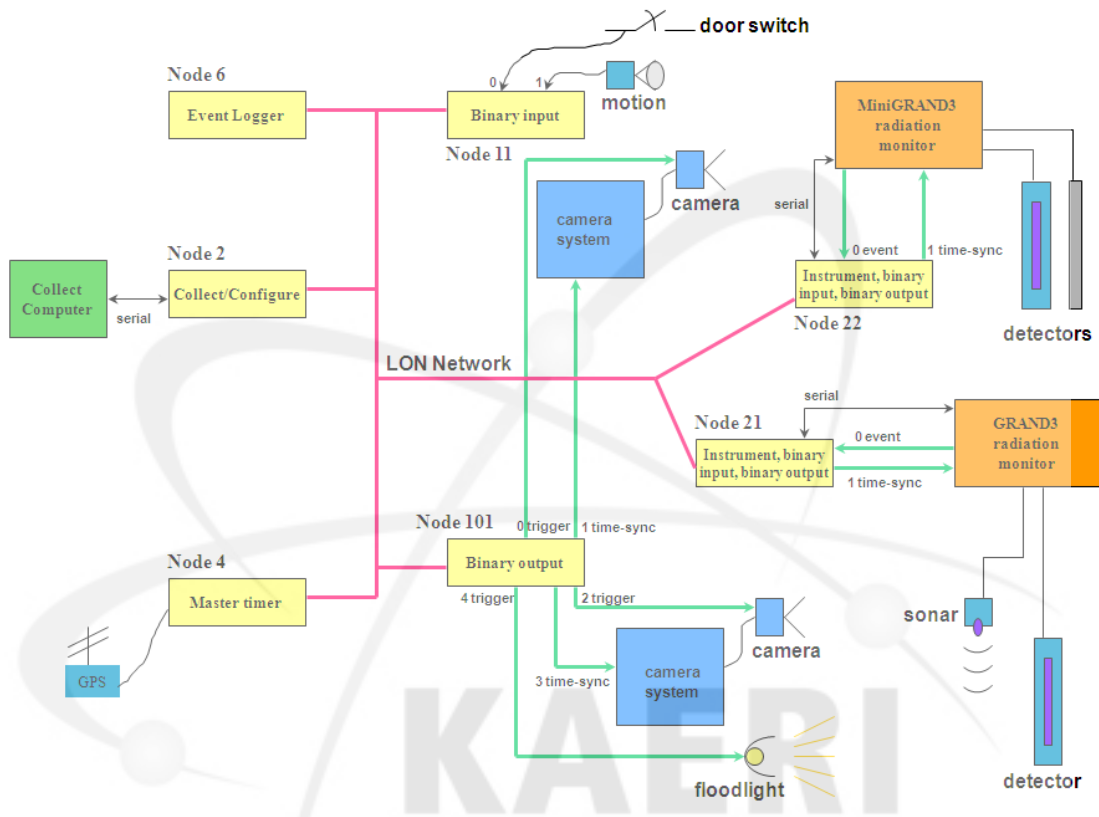 door switch
Node 6
0
1
Event Logger
Binary input
motion
Node 11
MiniGRAND3
radiation
monitor
camera
serial
camera
system
0 event
1 time-sync
Node 2
Collect
Computer
serial
Collect/Configure
Instrument, binary
input, binary output
Node 22
detectors
LON Network
serial
Node 21
0 event
GRAND3
radiation
monitor
Instrument, binary
input, binary output
1 time-sync
Node 101
0 trigger
1 time-sync
Binary output
Node 4
4 trigger
2 trigger
Master timer
sonar
camera
GPS
3 time-sync
camera
system
KAERI
floodlight
detector